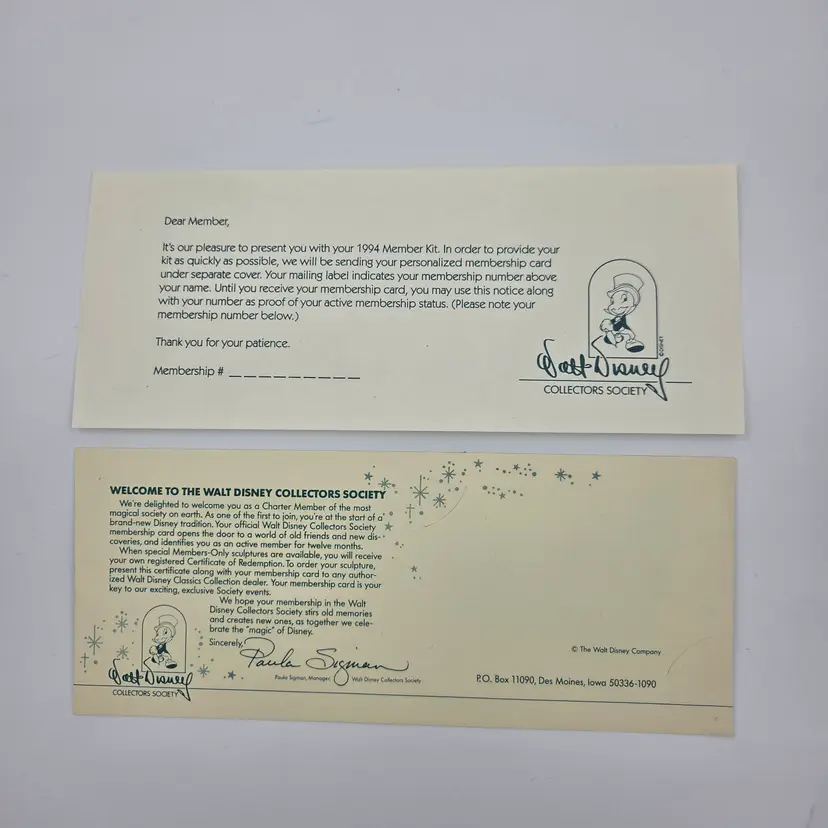 Dear Member,
It's our pleasure to present you with your 1994 Member Kit. In order to provide your
kit as quickly as possible, we will be sending your personalized membership card
under separate cover. Your mailing label indicates your membership number above
your name. Until you receive your membership card, you may use this notice along
with your number as proof of your active membership status. (Please note your
membership number below.)
Thank you for your patience.
Membership # _ _ _ _ _ _ _ _ _
©DISNEY
Walt Disney
COLLECTORS SOCIETY
WELCOME TO THE WALT DISNEY COLLECTORS SOCIETY
We're delighted to welcome you as a Charter Member of the most
magical society on earth. As one of the first to join, you're at the start of a
brand-new Disney tradition. Your official Walt Disney Collectors Society
membership card opens the door to a world of old friends and new dis-
coveries, and identifies you as an active member for twelve months.
When special Members-Only sculptures are available, you will receive
your own registered Certificate of Redemption. To order your sculpture,
present this certificate along with your membership card to any author-
ized Walt Disney Classics Collection dealer. Your membership card is your
key to our exciting, exclusive Society events.
We hope your membership in the Walt
Disney Collectors Society stirs old memories
and creates new ones, as together we cele-
brate the "magic" of Disney.
Sincerely,
Paula Sigman
Paula Sigman, Manager, Walt Disney Collectors Society
Walt Disney
COLLECTORS SOCIETY
© The Walt Disney Company
P.O. Box 11090, Des Moines, Iowa 50336-1090